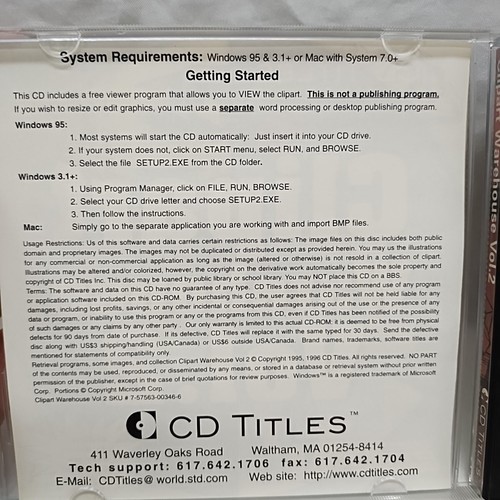 System Requirements: Windows 95 & 3.1+ or Mac with System 7.0+
Getting Started
This CD includes a free viewer program that allows you to VIEW the clipart. This is not a publishing program.
If you wish to resize or edit graphics, you must use a separate word processing or desktop publishing program.
Windows 95:
1. Most systems will start the CD automatically: Just insert it into your CD drive.
2. If your system does not, click on START menu, select RUN, and BROWSE.
3. Select the file SETUP2.EXE from the CD folder.
Windows 3.1+:
1. Using Program Manager, click on FILE, RUN, BROWSE.
2. Select your CD drive letter and choose SETUP2.EXE.
3. Then follow the instructions.
Mac: Simply go to the separate application you are working with and import BMP files.
Usage Restrictions: Us of this software and data carries certain restrictions as follows: The image files on this disc includes both public
domain and proprietary images. The images may not be duplicated or distributed except as provided herein. You may us the illustrations
for any commercial or non-commercial application as long as the image (altered or otherwise) is not resold in a collection of clipart.
Illustrations may be altered and/or colorized, however, the copyright on the derivative work automatically becomes the sole property and
copyright of CD Titles Inc. This disc may be loaned by public library or school library. You may NOT place this CD on a BBS.
Terms: The software and data on this CD have no guarantee of any type. CD Titles does not advise nor recommend use of any program
or application software included on this CD-ROM. By purchasing this CD, the user agrees that CD Titles will not be held liable for any
damages, including lost profits, savings, or any other incidental or consequential damages arising out of the use or the presence of any
data or program, or inability to use this program or any or the programs from this CD, even if CD Titles has been notified of the possibility
of such damages or any claims by any other party. Our only warranty is limited to this actual CD-ROM; it is deemed to be free from physical
defects for 90 days from date of purchase. If its defective, CD Titles will replace it with the same typed for 30 days. Send the defective
disc along with US$3 shipping/handling (USA/Canada) or US$6 outside USA/Canada. Brand names, trademarks, software titles are
mentioned for statements of compatibility only.
Retrieval programs, some images, and collection Clipart Warehouse Vol 2 © Copyright 1995, 1996 CD Titles. All rights reserved. NO PART
of the contents may be used, reproduced, or disseminated by any means, or stored in a database or retrieval system without prior written
permission of the publisher, except in the case of brief quotations for review purposes. Windows™ is a registered trademark of Microsoft
Corp. Portions © Copyright Microsoft Corp.
Clipart Warehouse Vol 2 SKU # 7-57563-00346-6
CD TITLES™
411 Waverley Oaks Road Waltham, MA 01254-8414
Tech support: 617.642.1706 fax: 617.642.1704
E-Mail: CDTitles@world.std.com Web site: http://www.cdtitles.com
Warehouse Vol.2
CD TITLES